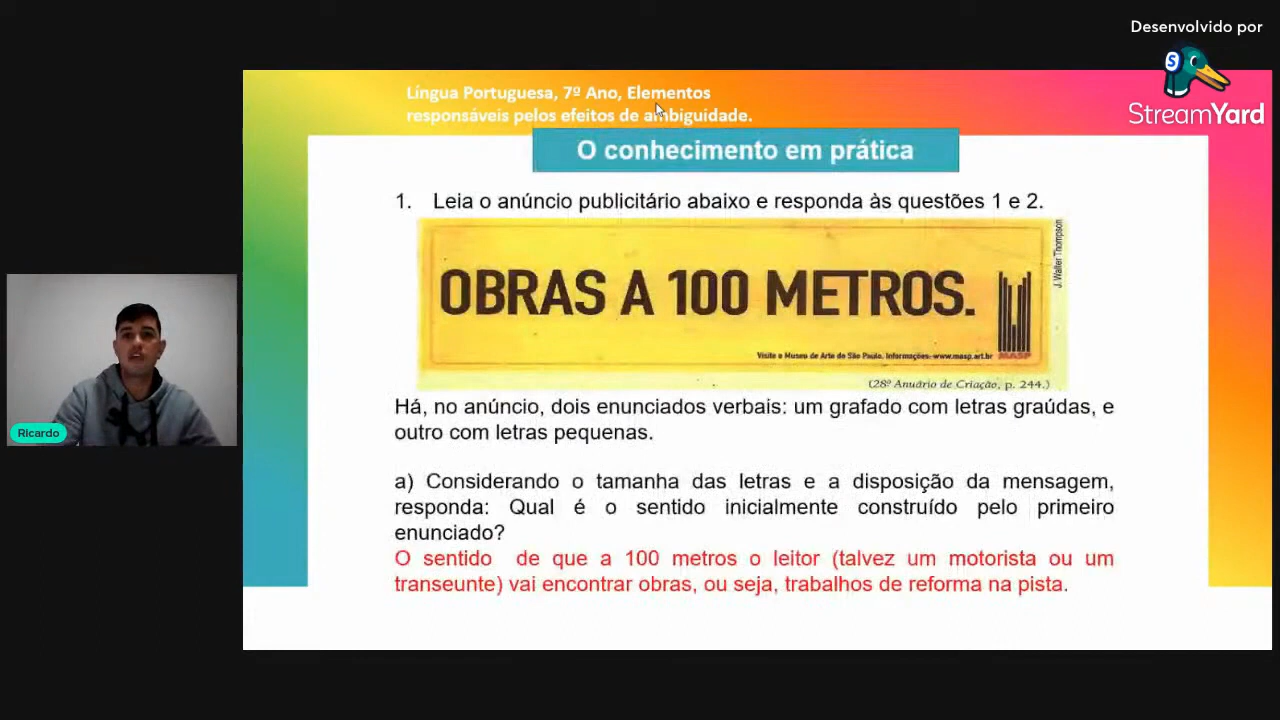 Desenvolvido por
StreamYard
Língua Portuguesa, 7º Ano, Elementos
responsáveis pelos efeitos de ambiguidade.
O conhecimento em prática
1. Leia o anúncio publicitário abaixo e responda às questões 1 e 2.
J. Walter Thompson
OBRAS A 100 METROS.
MASP
Visite o Museu de Arte de São Paulo. Informações: www.masp.art.br
(28º Anuário de Criação, p. 244.)
Há, no anúncio, dois enunciados verbais: um grafado com letras graúdas, e
outro com letras pequenas.
a) Considerando o tamanha das letras e a disposição da mensagem,
responda: Qual é o sentido inicialmente construído pelo primeiro
enunciado?
O sentido de que a 100 metros o leitor (talvez um motorista ou um
transeunte) vai encontrar obras, ou seja, trabalhos de reforma na pista.
Ricardo